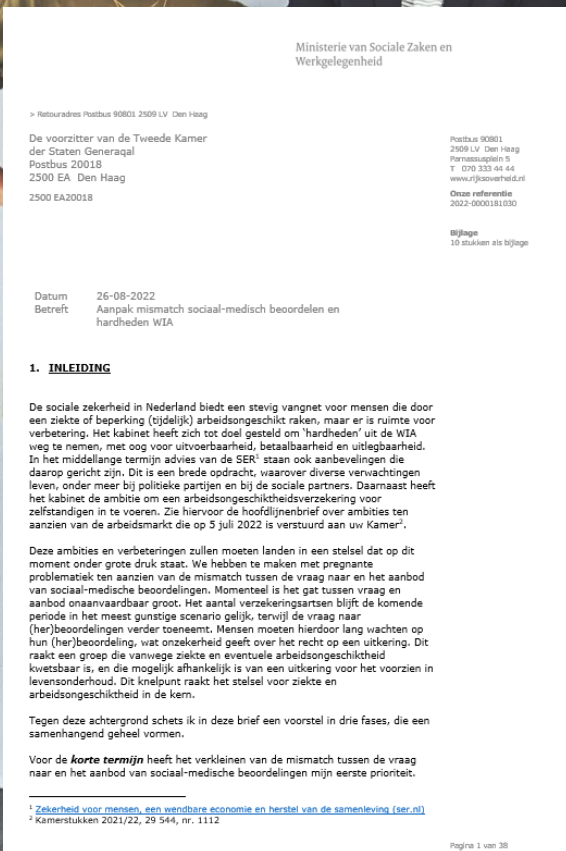 Ministerie van Sociale Zaken en
Werkgelegenheid
> Retouradres Postbus 90801 2509 LV Den Haag
De voorzitter van de Tweede Kamer
der Staten Generaqal
Postbus 20018
2500 EA Den Haag
2500 EA20018
Postbus 90801
2509 LV Den Haag
Parnassusplein 5
T 070 333 44 44
www.rijksoverheid.nl
Onze referentie
2022-0000181030
Bijlage
10 stukken als bijlage
Datum 26-08-2022
Betreft Aanpak mismatch sociaal-medisch beoordelen en
hardheden WIA
1. INLEIDING
De sociale zekerheid in Nederland biedt een stevig vangnet voor mensen die door
een ziekte of beperking (tijdelijk) arbeidsongeschikt raken, maar er is ruimte voor
verbetering. Het kabinet heeft zich tot doel gesteld om ‘hardheden’ uit de WIA
weg te nemen, met oog voor uitvoerbaarheid, betaalbaarheid en uitlegbaarheid.
In het middellange termijn advies van de SER¹ staan ook aanbevelingen die
daarop gericht zijn. Dit is een brede opdracht, waarover diverse verwachtingen
leven, onder meer bij politieke partijen en bij de sociale partners. Daarnaast heeft
het kabinet de ambitie om een arbeidsongeschiktheidsverzekering voor
zelfstandigen in te voeren. Zie hiervoor de hoofdlijnenbrief over ambities ten
aanzien van de arbeidsmarkt die op 5 juli 2022 is verstuurd aan uw Kamer².
Deze ambities en verbeteringen zullen moeten landen in een stelsel dat op dit
moment onder grote druk staat. We hebben te maken met pregnante
problematiek ten aanzien van de mismatch tussen de vraag naar en het aanbod
van sociaal-medische beoordelingen. Momenteel is het gat tussen vraag en
aanbod onaanvaardbaar groot. Het aantal verzekeringsartsen blijft de komende
periode in het meest gunstige scenario gelijk, terwijl de vraag naar
(her)beoordelingen verder toeneemt. Mensen moeten hierdoor lang wachten op
hun (her)beoordeling, wat onzekerheid geeft over het recht op een uitkering. Dit
raakt een groep die vanwege ziekte en eventuele arbeidsongeschiktheid
kwetsbaar is, en die mogelijk afhankelijk is van een uitkering voor het voorzien in
levensonderhoud. Dit knelpunt raakt het stelsel voor ziekte en
arbeidsongeschiktheid in de kern.
Tegen deze achtergrond schets ik in deze brief een voorstel in drie fases, die een
samenhangend geheel vormen.
Voor de korte termijn heeft het verkleinen van de mismatch tussen de vraag
naar en het aanbod van sociaal-medische beoordelingen mijn eerste prioriteit.
¹ Zekerheid voor mensen, een wendbare economie en herstel van de samenleving (ser.nl)
² Kamerstukken 2021/22, 29 544, nr. 1112
Pagina 1 van 38